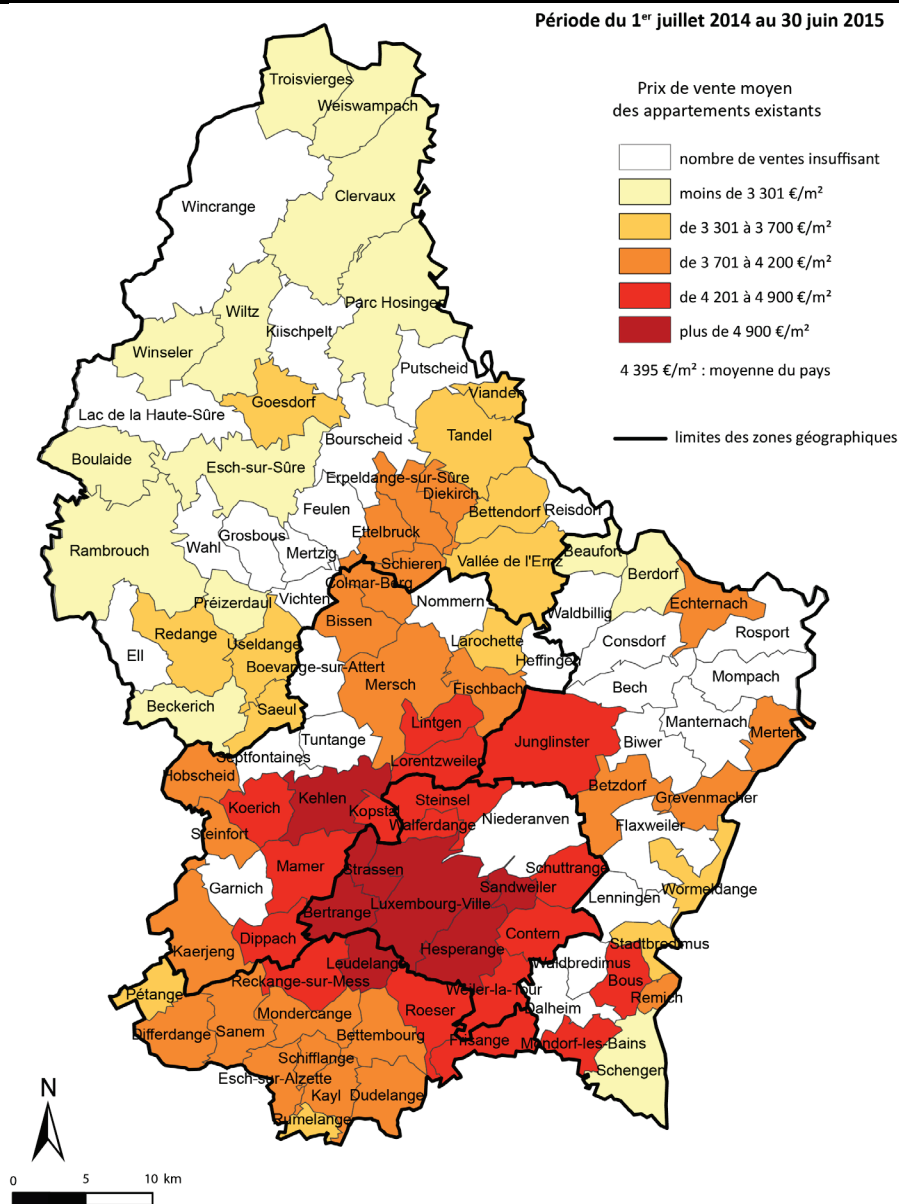 Période du 1er juillet 2014 au 30 juin 2015
Prix de vente moyen
des appartements existants
nombre de ventes insuffisant
moins de 3 301 €/m²
de 3 301 à 3 700 €/m²
de 3 701 à 4 200 €/m²
de 4 201 à 4 900 €/m²
plus de 4 900 €/m²
4 395 €/m² : moyenne du pays
limites des zones géographiques
Troisvierges
Weiswampach
Clervaux
Wincrange
Parc Hosingen
Wiltz
Kiischpelt
Winseler
Putscheid
Vianden
Goesdorf
Lac de la Haute-Sûre
Tandel
Bourscheid
Boulaide
Esch-sur-Sûre
Erpeldange-sur-Sûre
Diekirch
Feulen
Bettendorf
Reisdorf
Grosbous
Ettelbruck
Wahl
Rambrouch
Mertzig
Schieren
Vallée de l'Ernz
Beaufort
Berdorf
Colmar-Berg
Préizerdaul
Vichten
Nommern
Echternach
Waldbillig
Bissen
Redange
Useldange
Larochette
Consdorf
Rosport
Ell
Boevange-sur-Attert
Heffingen
Mompach
Mersch
Fischbach
Bech
Beckerich
Saeul
Lintgen
Manternach
Mertert
Tuntange
Junglinster
Biwer
Septfontaines
Lorentzweiler
Hobscheid
Betzdorf
Kehlen
Steinsel
Grevenmacher
Koerich
Kopstal
Niederanven
Walferdange
Flaxweiler
Steinfort
Mamer
Strassen
Schuttrange
Garnich
Sandweiler
Wormeldange
Lenningen
Bertrange
Luxembourg-Ville
Dippach
Contern
Stadtbredimus
Kaerjeng
Hesperange
Leudelange
Waldbredimus
Reckange-sur-Mess
Bous
Weiler-la-Tour
Pétange
Remich
Dalheim
Mondercange
Roeser
Differdange
Sanem
Bettembourg
Frisange
Mondorf-les-Bains
Schifflange
Schengen
Esch-sur-Alzette
Kayl
Dudelange
Rumelange
N
0 5 10 km